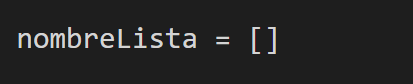 nombreLista = []